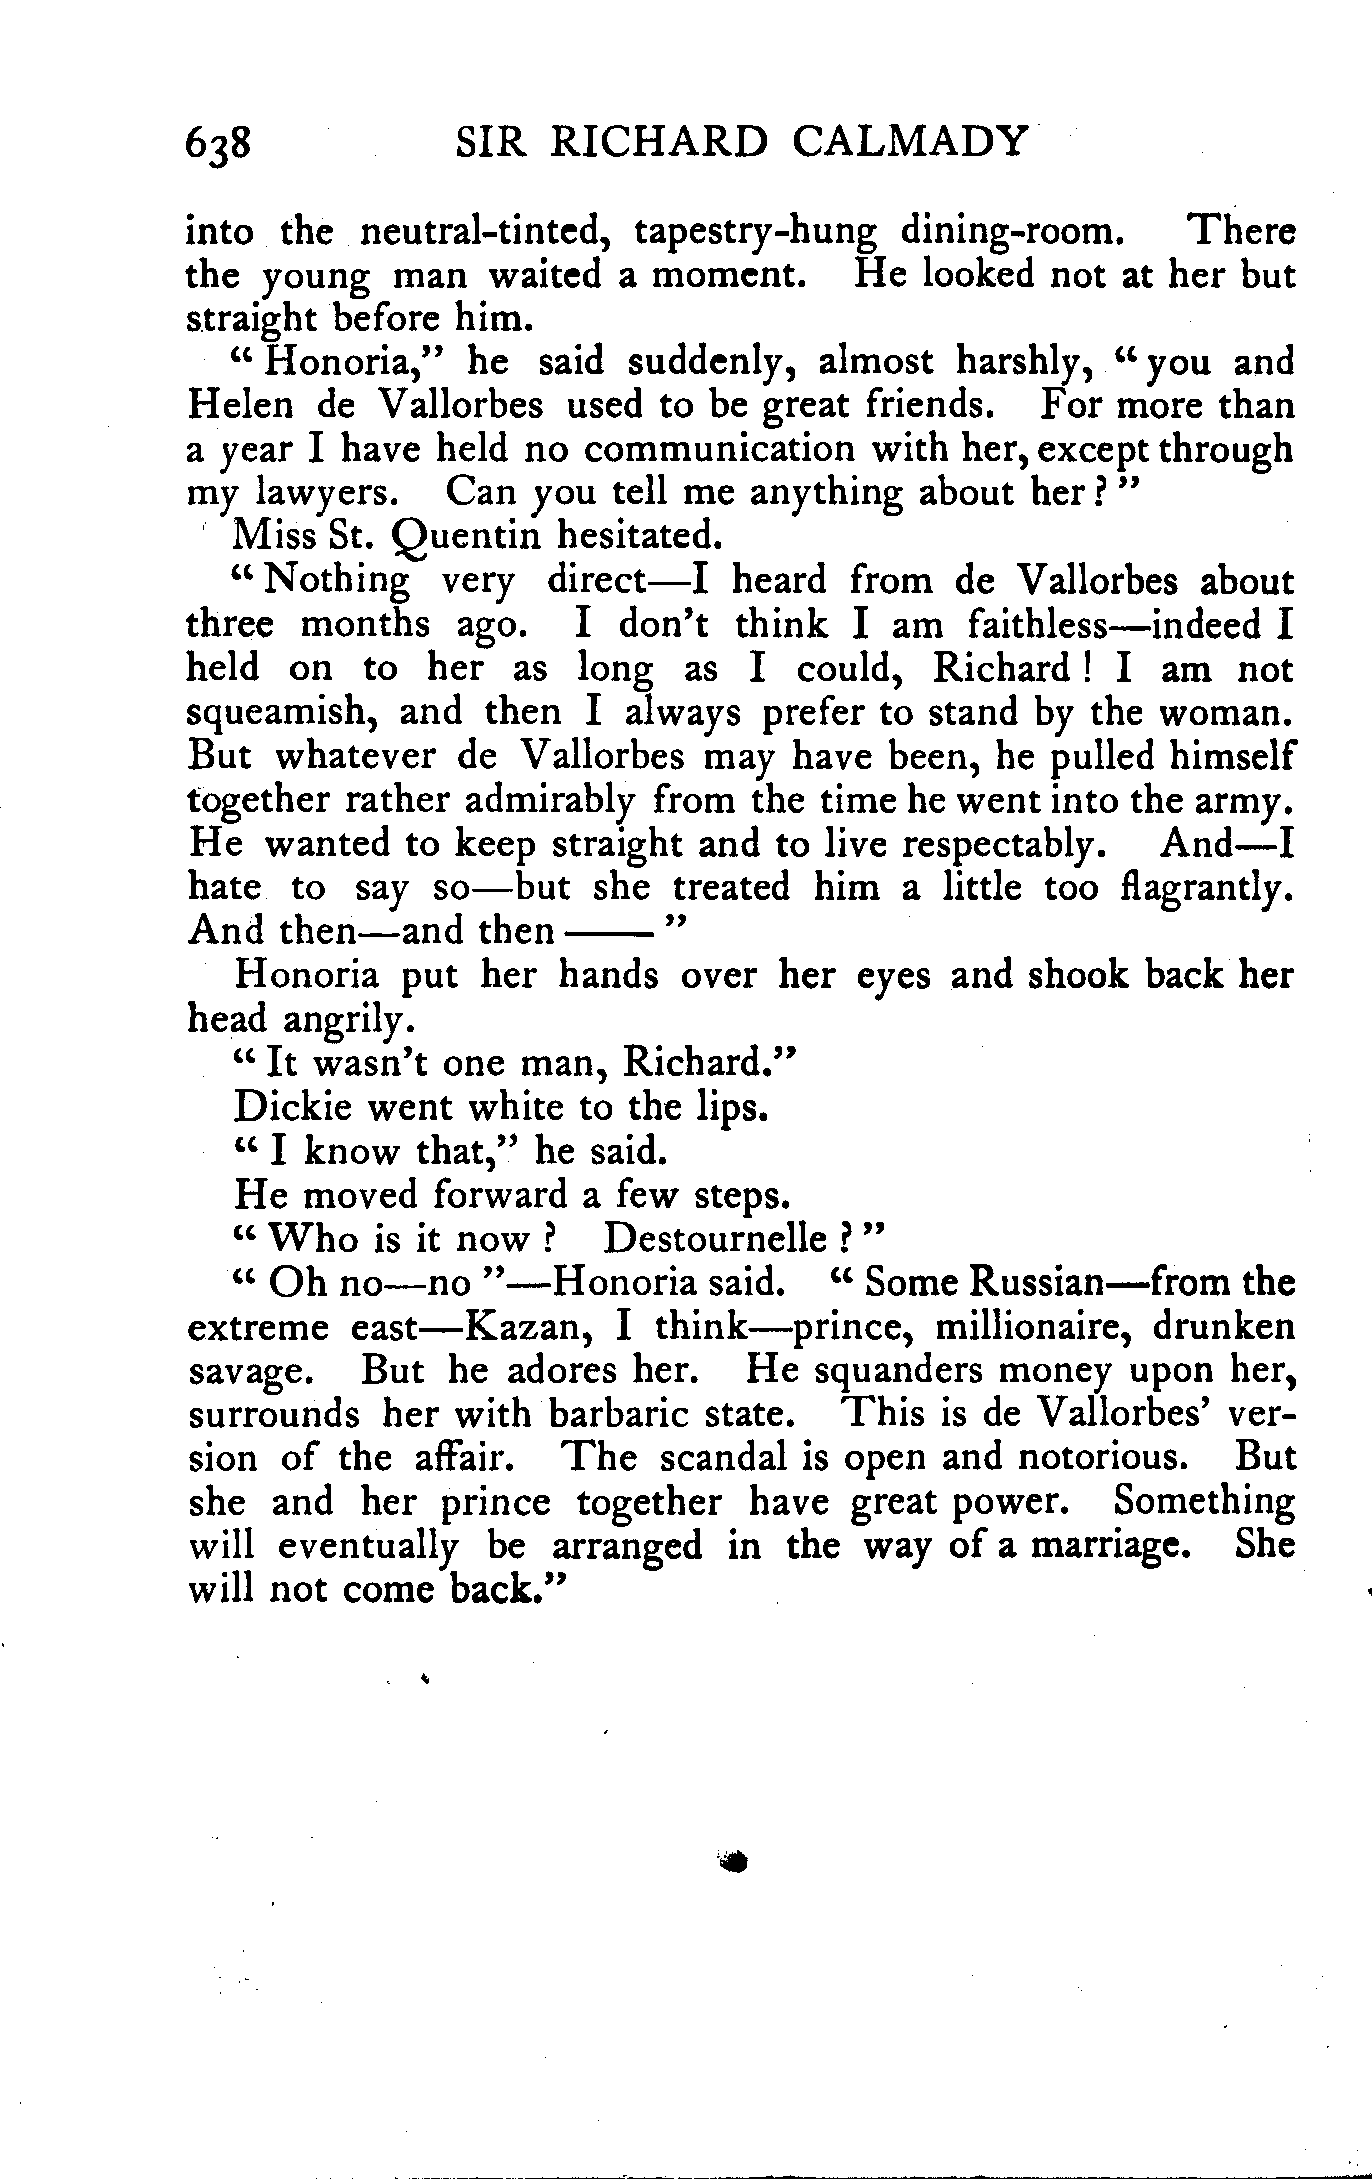 638 SIR RICHARD CALMADY
into the neutral-tinted, tapestry-hung dining-room. There
the young man waited a moment. He looked not at her but
straight before him.
“Honoria,” he said suddenly, almost harshly, “you and
Helen de Vallorbes used to be great friends. For more than
a year I have held no communication with her, except through
my lawyers. Can you tell me anything about her?”
Miss St. Quentin hesitated.
“Nothing very direct—I heard from de Vallorbes about
three months ago. I don’t think I am faithless—indeed I
held on to her as long as I could, Richard! I am not
squeamish, and then I always prefer to stand by the woman.
But whatever de Vallorbes may have been, he pulled himself
together rather admirably from the time he went into the army.
He wanted to keep straight and to live respectably. And—I
hate to say so—but she treated him a little too flagrantly.
And then—and then ——”
Honoria put her hands over her eyes and shook back her
head angrily.
“It wasn’t one man, Richard.”
Dickie went white to the lips.
“I know that,” he said.
He moved forward a few steps.
“Who is it now? Destournelle?”
“Oh no—no”—Honoria said. “Some Russian—from the
extreme east—Kazan, I think—prince, millionaire, drunken
savage. But he adores her. He squanders money upon her,
surrounds her with barbaric state. This is de Vallorbes’ ver-
sion of the affair. The scandal is open and notorious. But
she and her prince together have great power. Something
will eventually be arranged in the way of a marriage. She
will not come back.”